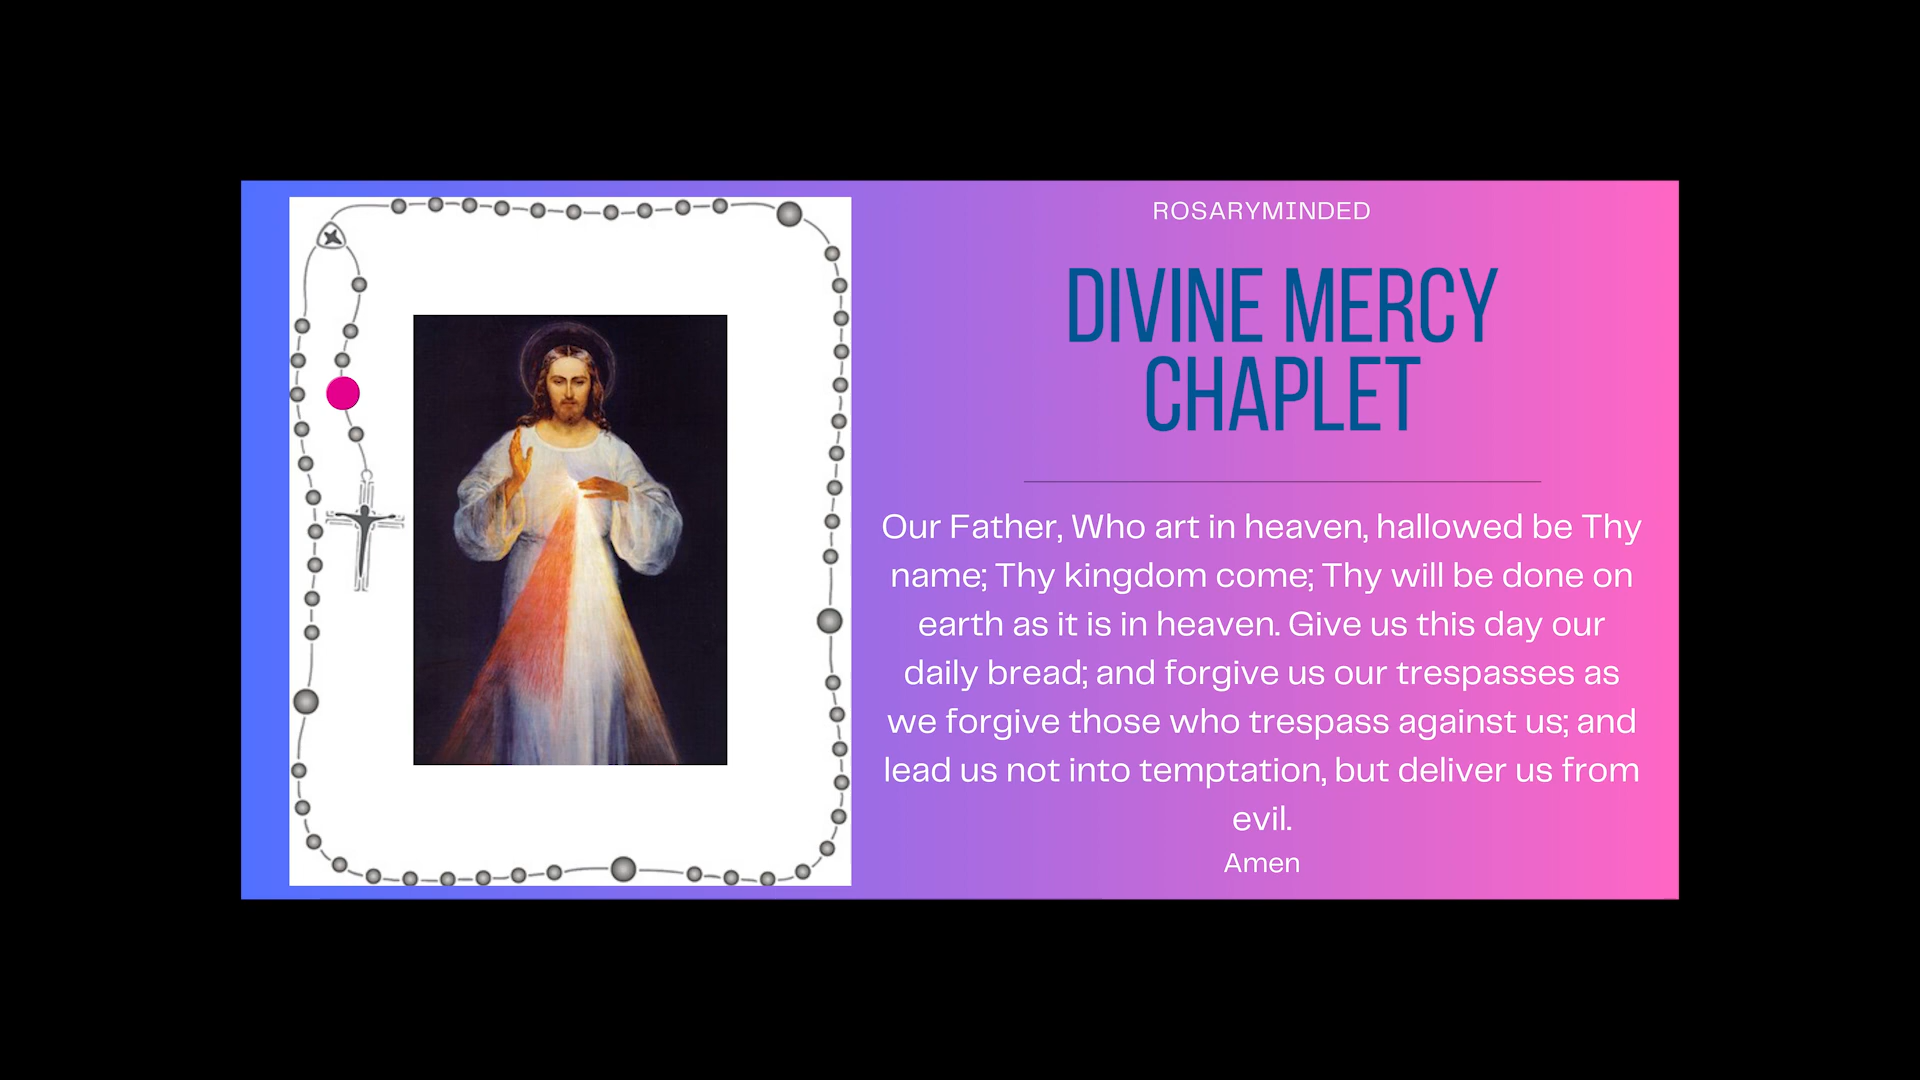 ROSARYMINDED
DIVINE MERCY
CHAPLET
Our Father, Who art in heaven, hallowed be Thy
name; Thy kingdom come; Thy will be done on
earth as it is in heaven. Give us this day our
daily bread; and forgive us our trespasses as
we forgive those who trespass against us; and
lead us not into temptation, but deliver us from
evil.
Amen